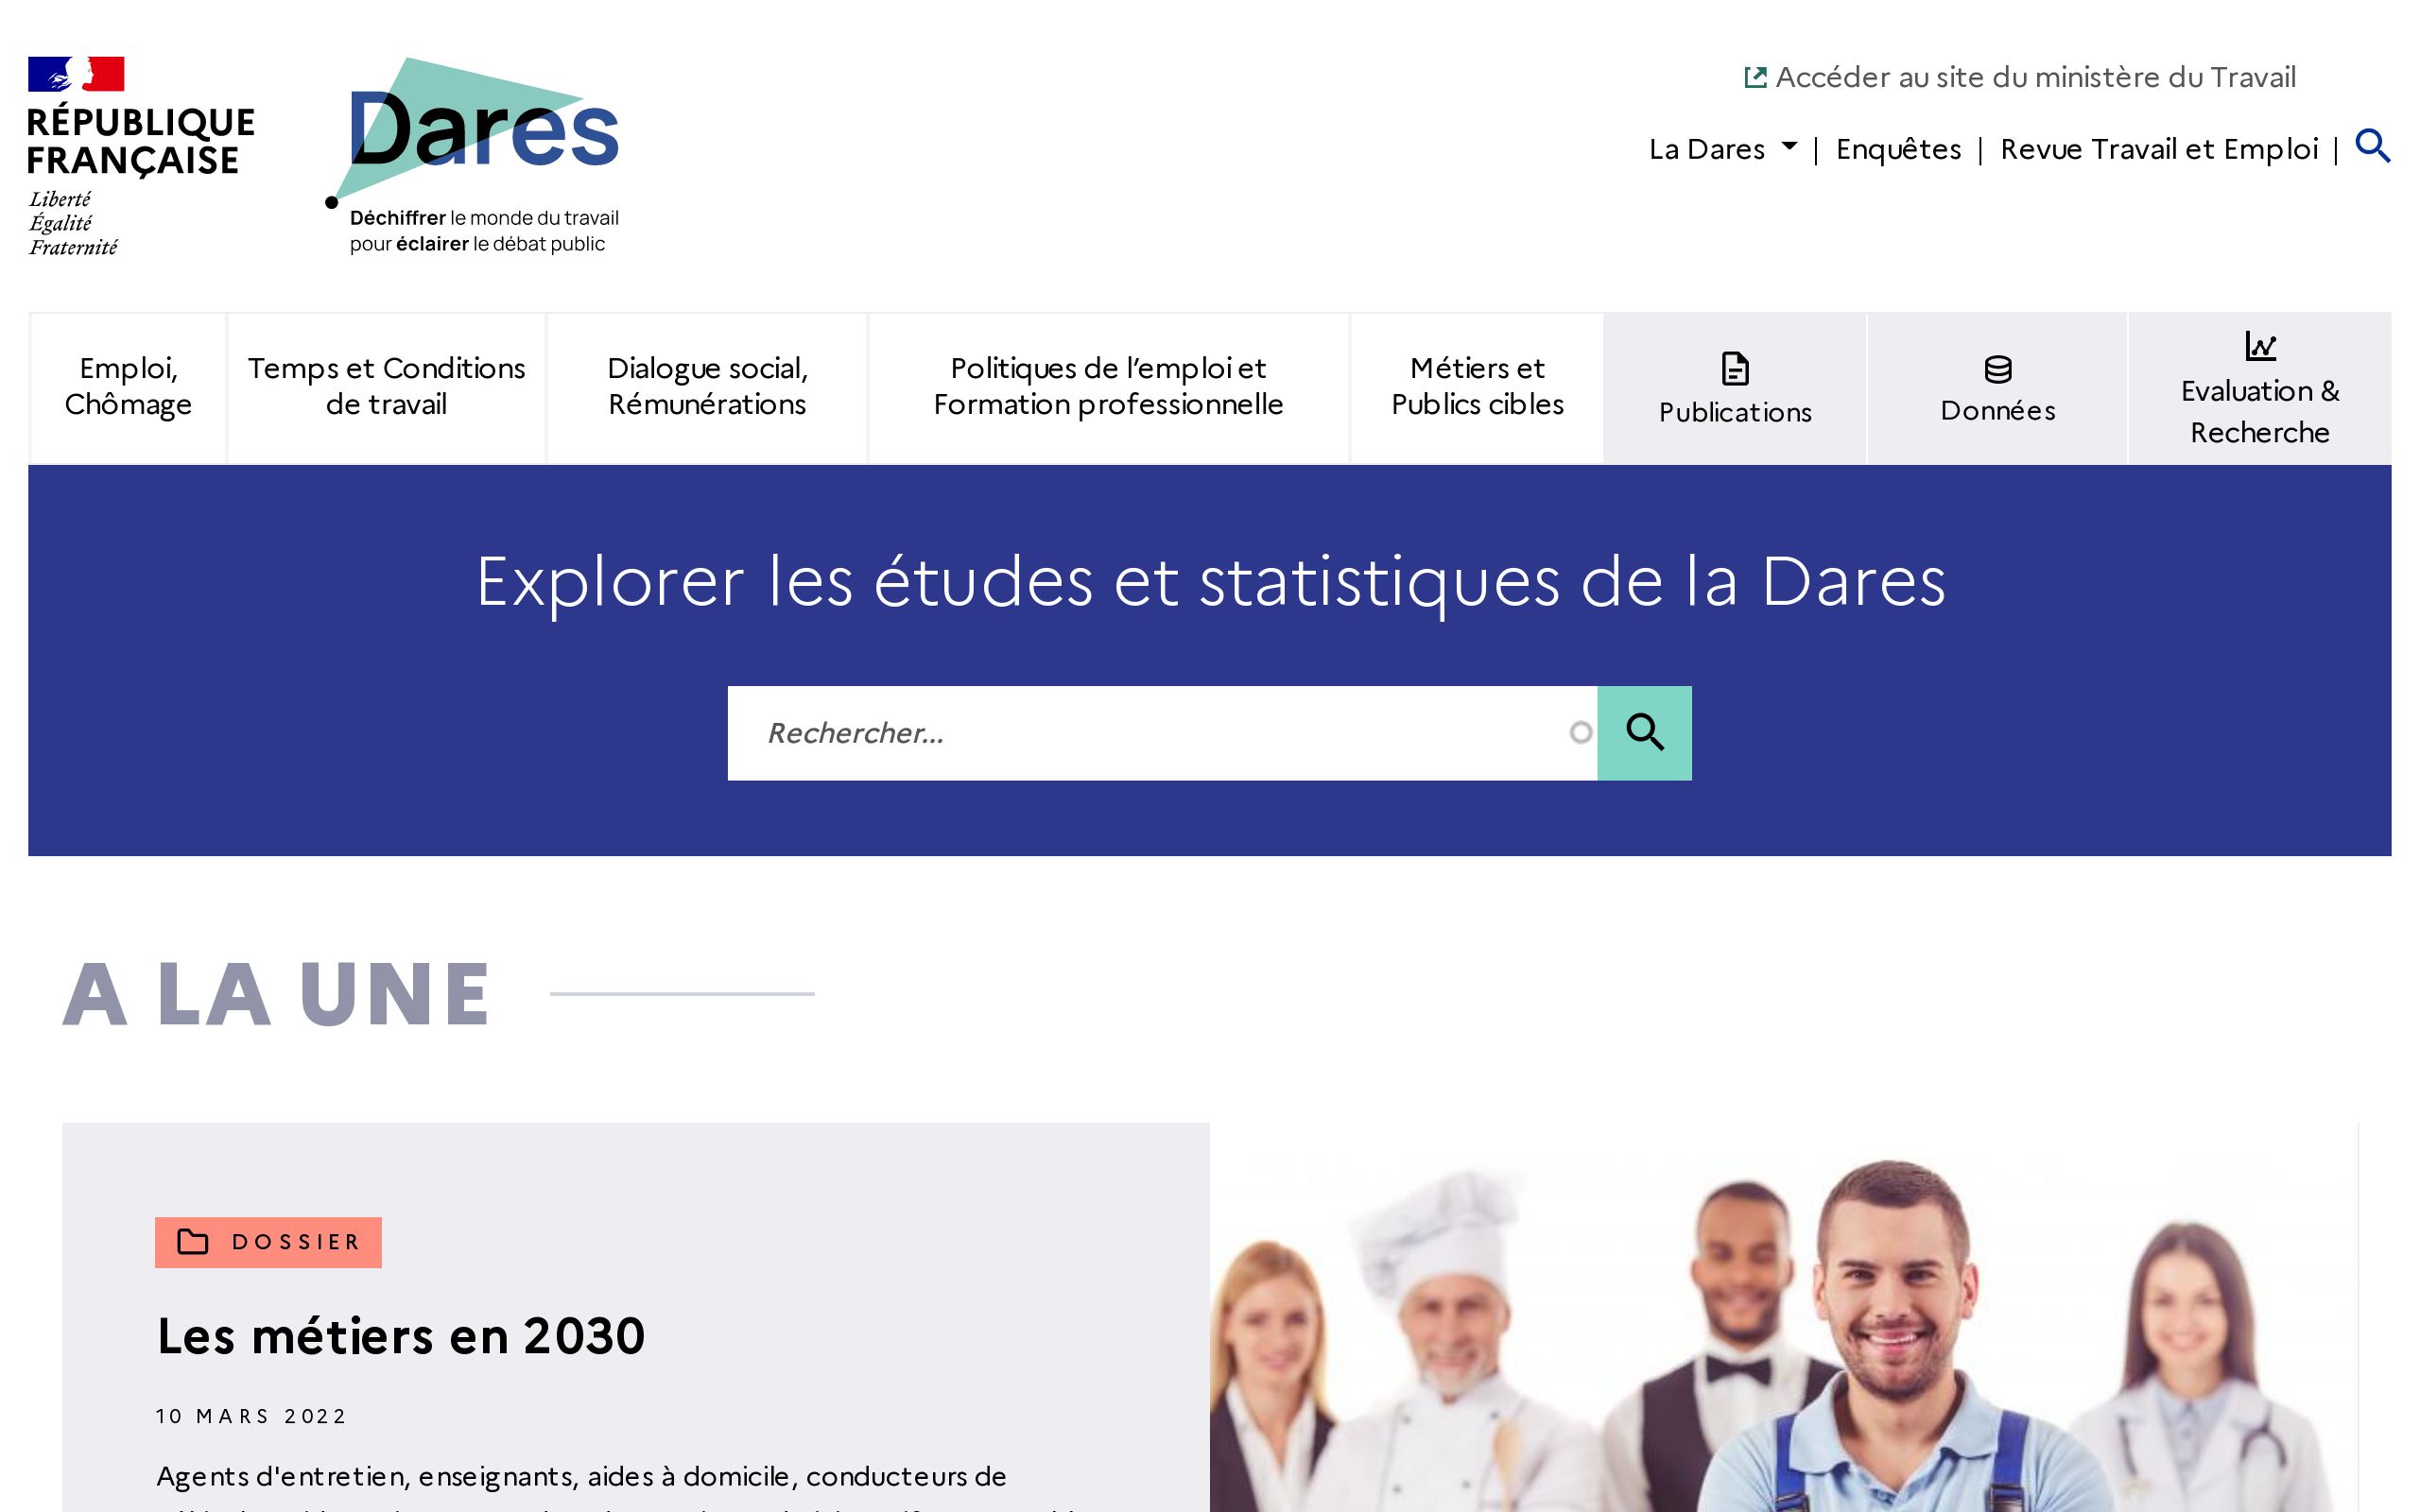 RÉPUBLIQUE
FRANÇAISE
Liberté
Égalité
Fraternité
Dares
Déchiffrer le monde du travail
pour éclairer le débat public
Accéder au site du ministère du Travail
La Dares | Enquêtes | Revue Travail et Emploi |
Emploi,
Chômage
Temps et Conditions
de travail
Dialogue social,
Rémunérations
Politiques de l’emploi et
Formation professionnelle
Métiers et
Publics cibles
Publications
Données
Evaluation &
Recherche
Explorer les études et statistiques de la Dares
Rechercher...
A LA UNE
DOSSIER
Les métiers en 2030
10 MARS 2022
Agents d'entretien, enseignants, aides à domicile, conducteurs de